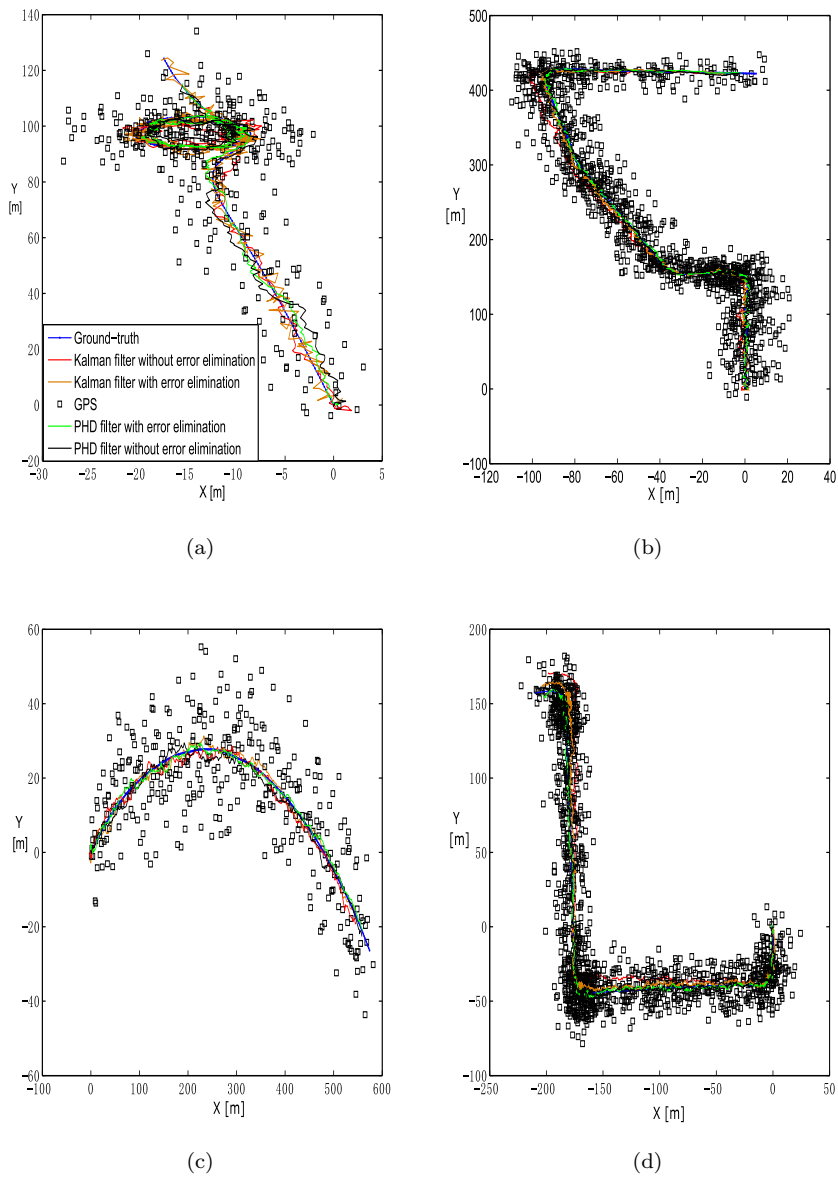 140
120
100
80
60
40
20
0
−20
Y
[m]
Ground−truth
Kalman filter without error elimination
Kalman filter with error elimination
GPS
PHD filter with error elimination
PHD filter without error elimination
−30 −25 −20 −15 −10 −5 0 5
X [m]
(a)
500
400
300
200
100
0
−100
Y
[m]
−120 −100 −80 −60 −40 −20 0 20 40
X [m]
(b)
60
40
20
0
−20
−40
−60
Y
[m]
−100 0 100 200 300 400 500 600
X [m]
(c)
200
150
100
50
0
−50
−100
Y
[m]
−250 −200 −150 −100 −50 0 50
X [m]
(d)